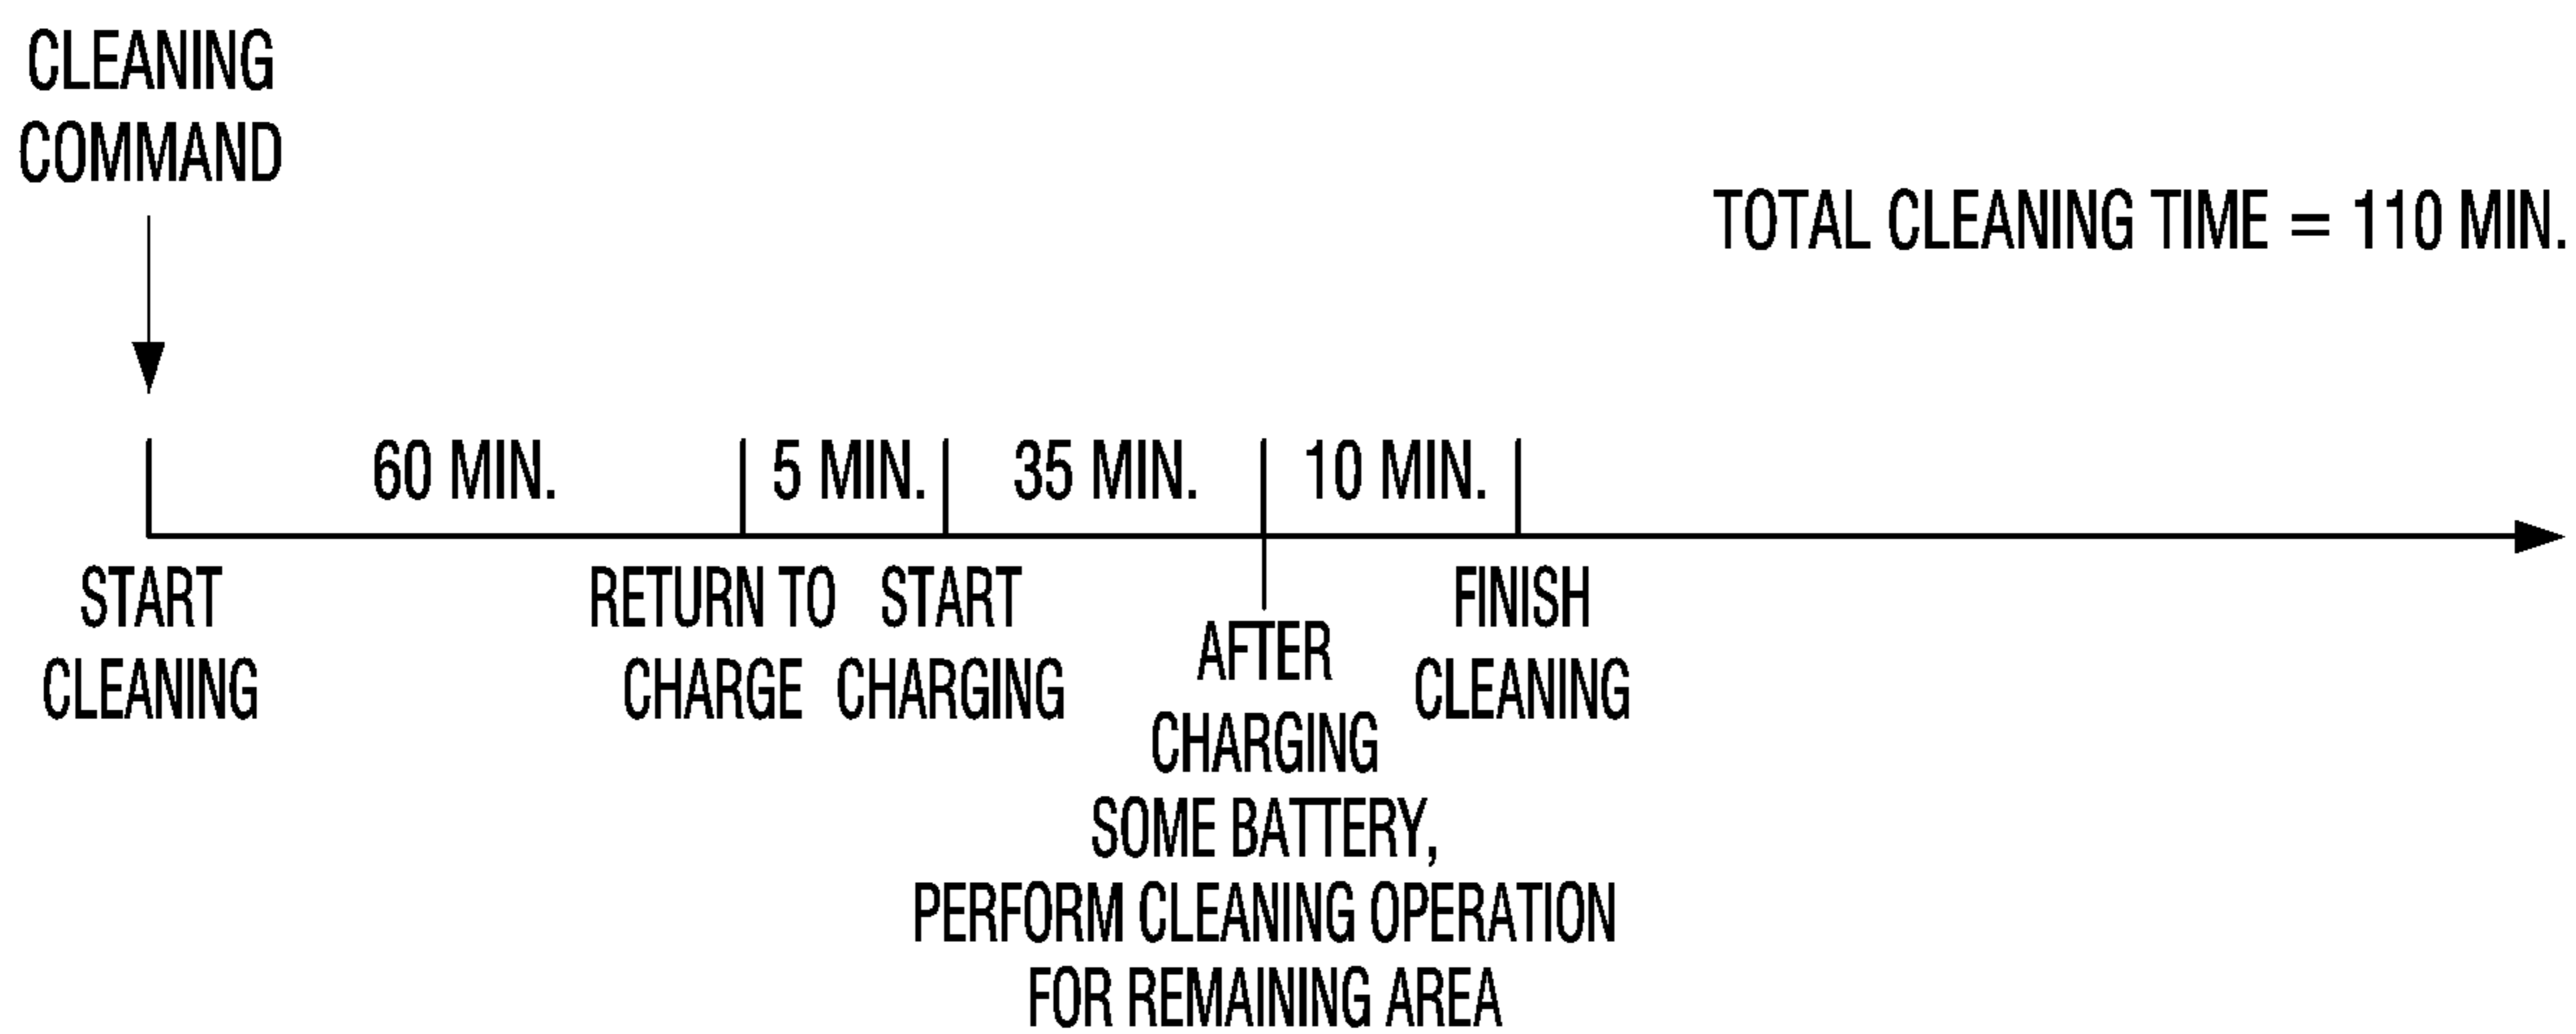 CLEANING
COMMAND
TOTAL CLEANING TIME = 110 MIN.
60 MIN.
5 MIN.
35 MIN.
10 MIN.
START
CLEANING
RETURN TO
CHARGE
START
CHARGING
AFTER
CHARGING
SOME BATTERY,
PERFORM CLEANING OPERATION
FOR REMAINING AREA
FINISH
CLEANING